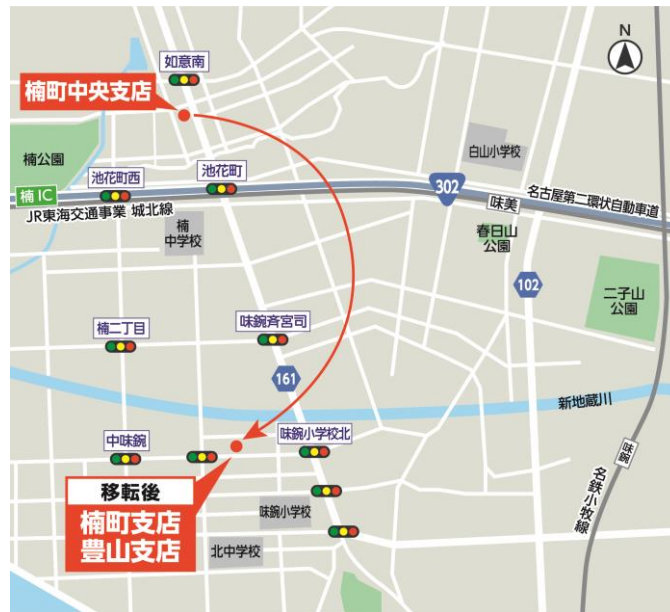 N
如意南
楠町中央支店
白山小学校
楠公園
池花町西
池花町
楠 IC
302
味美
名古屋第二環状自動車道
JR東海交通事業 城北線
楠
中学校
春日山
公園
102
二子山
公園
楠二丁目
味鋺斉宮司
161
新地蔵川
中味鋺
味鋺小学校北
味鋺
名鉄小牧線
移転後
楠町支店
豊山支店
味鋺小学校
北中学校